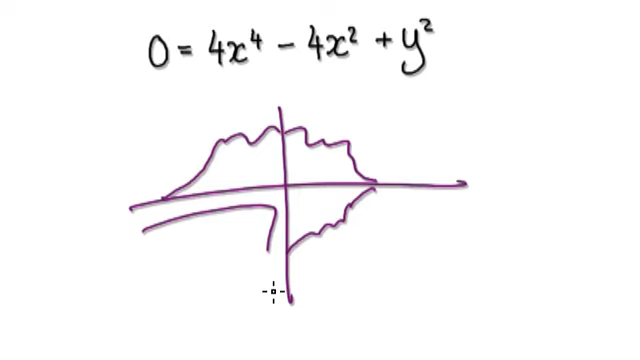 0 = 4x⁴ - 4x² + y²